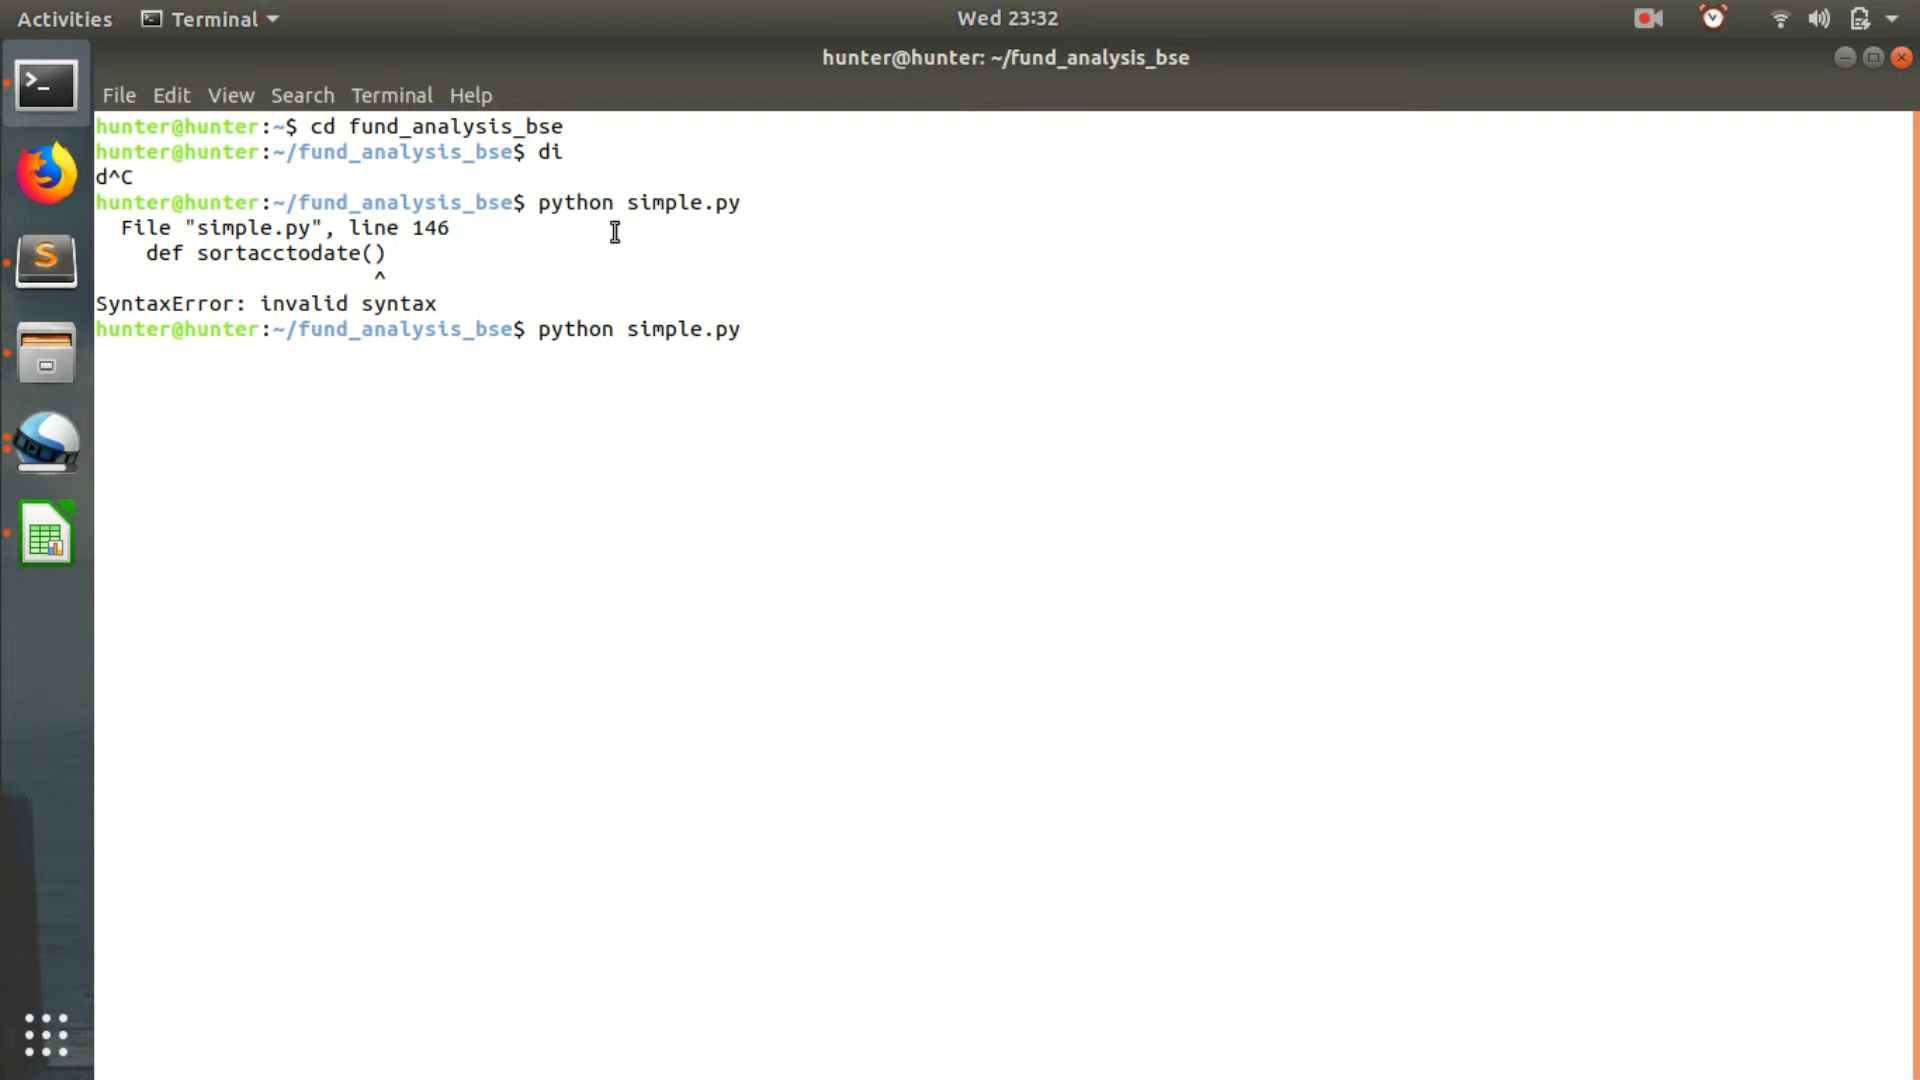 Activities Terminal Wed 23:32
hunter@hunter: ~/fund_analysis_bse
File Edit View Search Terminal Help
hunter@hunter:~$ cd fund_analysis_bse
hunter@hunter:~/fund_analysis_bse$ di
d^C
hunter@hunter:~/fund_analysis_bse$ python simple.py
  File "simple.py", line 146
    def sortacctodate()
                      ^
SyntaxError: invalid syntax
hunter@hunter:~/fund_analysis_bse$ python simple.py